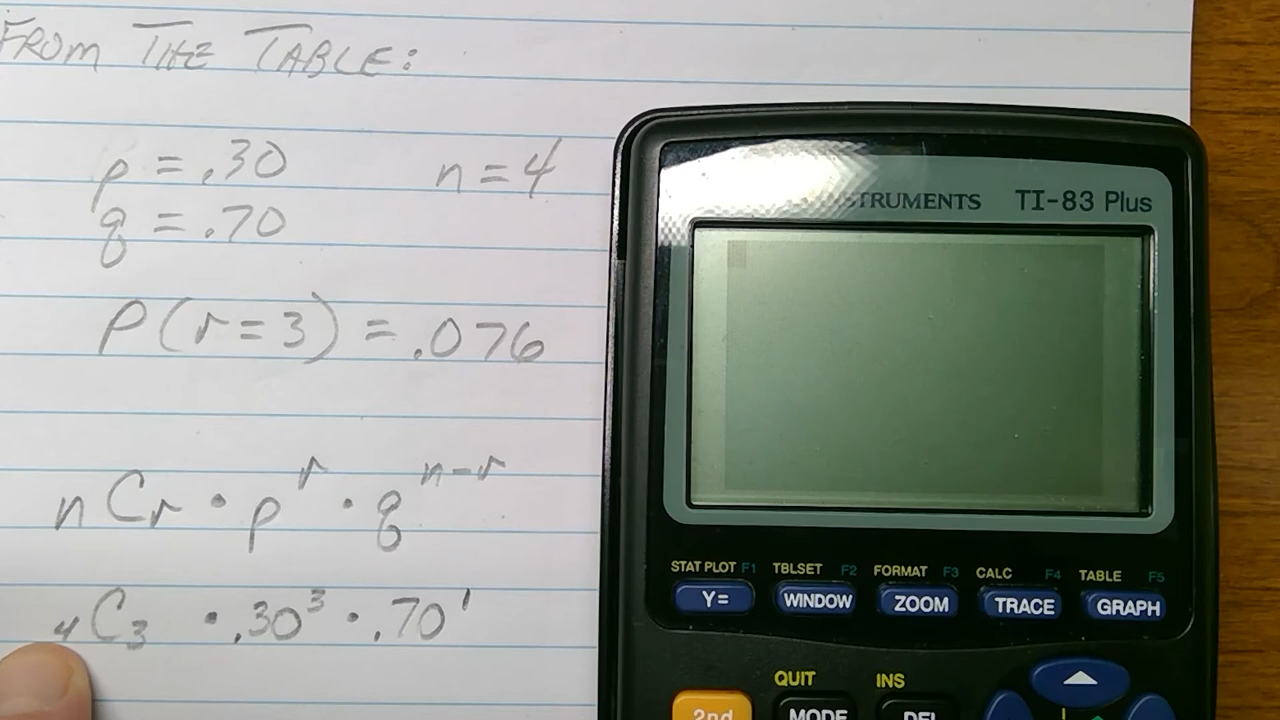 FROM THE TABLE:
p = .30 n = 4
q = .70
P(r=3) = .076
nCr · p^r · q^n-r
4C3 · .30^3 · .70^1
STRUMENTS TI-83 Plus
STAT PLOT F1 TBLSET F2 FORMAT F3 CALC F4 TABLE F5
Y= WINDOW ZOOM TRACE GRAPH
QUIT INS
2nd MODE DEL